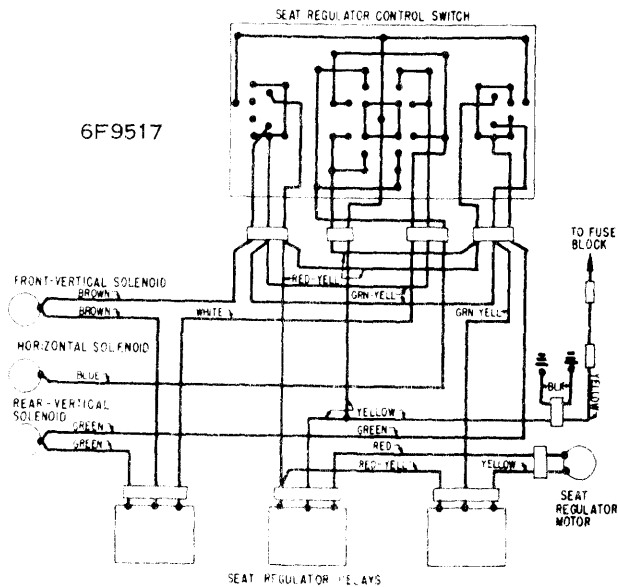 SEAT REGULATOR CONTROL SWITCH
6F9517
TO FUSE
BLOCK
FRONT-VERTICAL SOLENOID
BROWN
BROWN
WHITE
RED-YELL
GRN-YELL
GRN YELL
HORIZONTAL SOLENOID
BLUE
BLK
YELLOW
REAR-VERTICAL
SOLENOID
GREEN
GREEN
YELLOW
GREEN
RED
RED-YELL
YELLOW
SEAT
REGULATOR
MOTOR
SEAT REGULATOR RELAYS